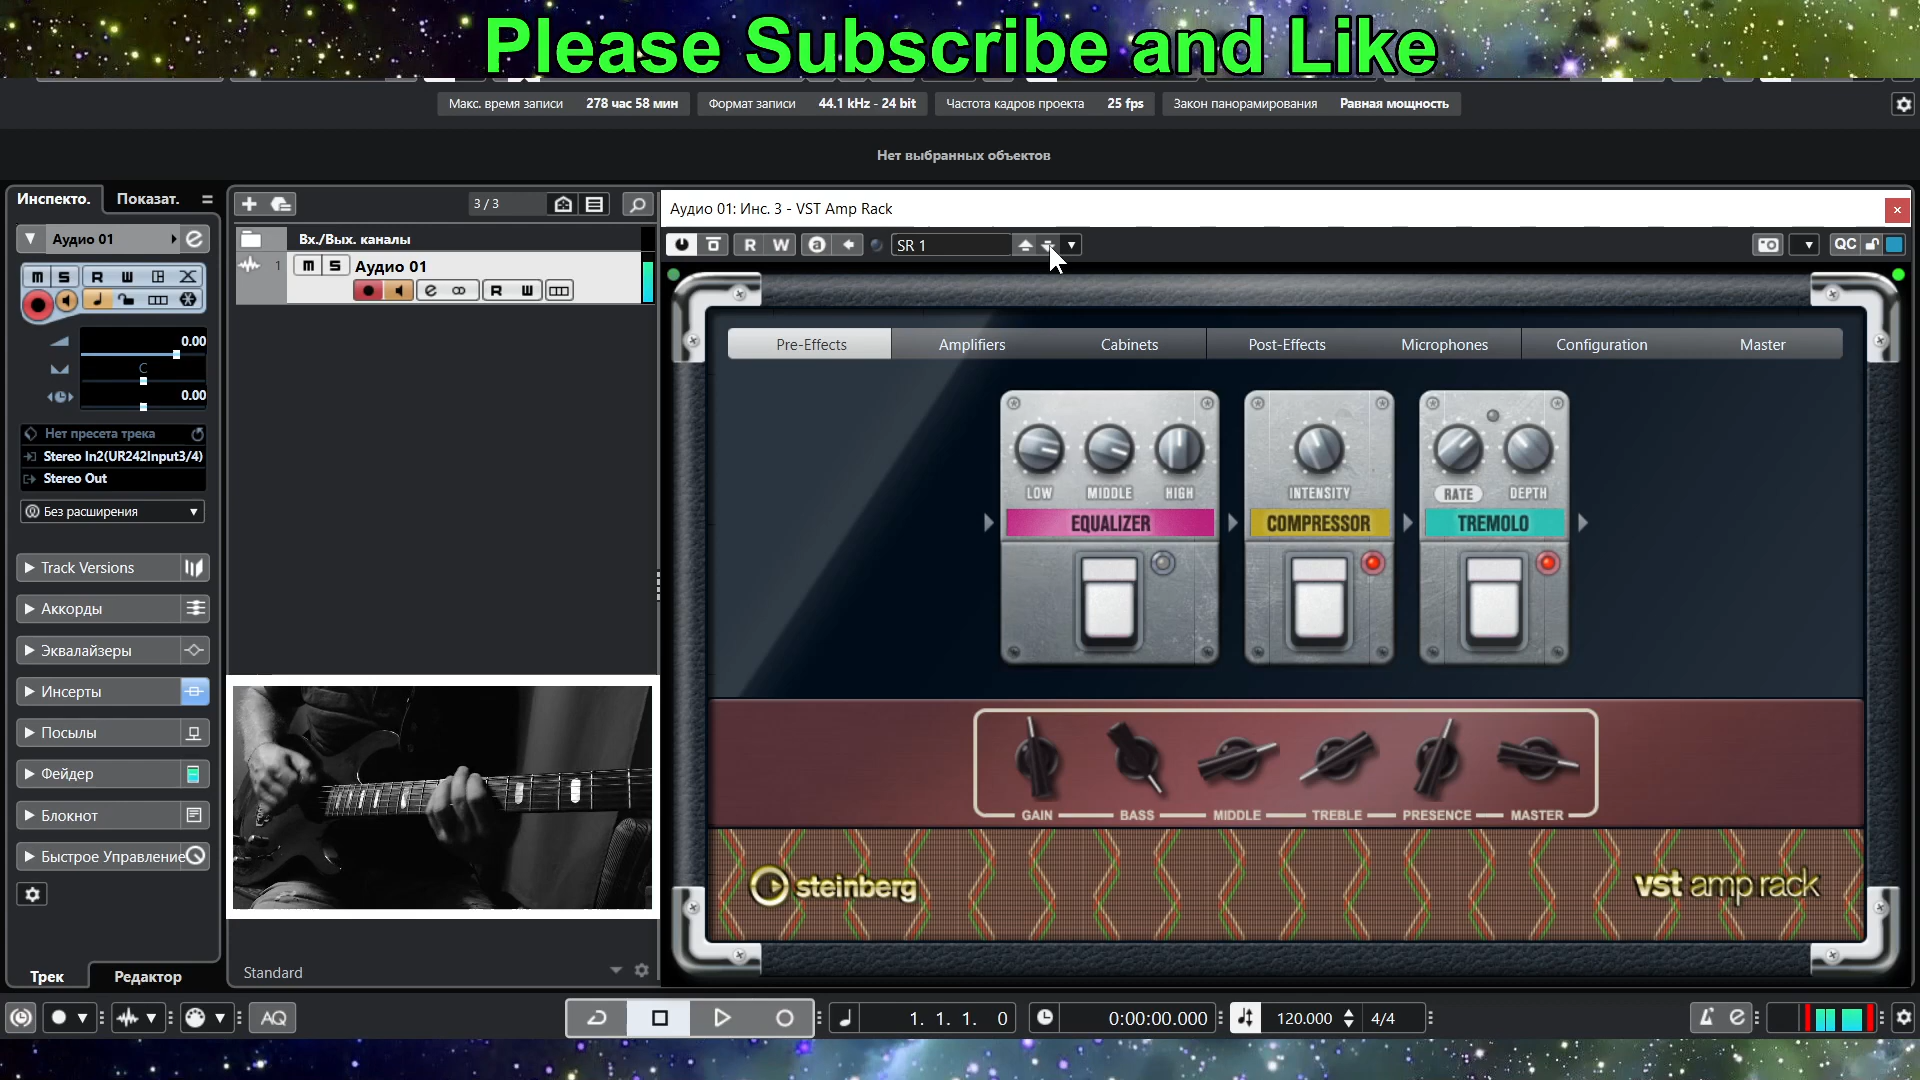 Please Subscribe and Like
Макс. время записи 278 час 58 мин Формат записи 44.1 kHz - 24 bit Частота кадров проекта 25 fps Закон панорамирования Равная мощность
Нет выбранных объектов
Инспекто. Показат.
3 / 3
Аудио 01: Инс. 3 - VST Amp Rack
Аудио 01
Вх./Вых. каналы
R W a SR 1 QC
M S R W
1 M S Аудио 01
R W
0.00
C
0.00
Нет пресета трека
Stereo In2(UR242Input3/4)
Stereo Out
Без расширения
Track Versions
Аккорды
Эквалайзеры
Инсерты
Посылы
Фейдер
Блокнот
Быстрое Управление
Трек Редактор
Standard
Pre-Effects Amplifiers Cabinets Post-Effects Microphones Configuration Master
LOW MIDDLE HIGH INTENSITY RATE DEPTH
EQUALIZER COMPRESSOR TREMOLO
GAIN BASS MIDDLE TREBLE PRESENCE MASTER
steinberg vst amp rack
AQ 1. 1. 1. 0 0:00:00.000 120.000 4/4